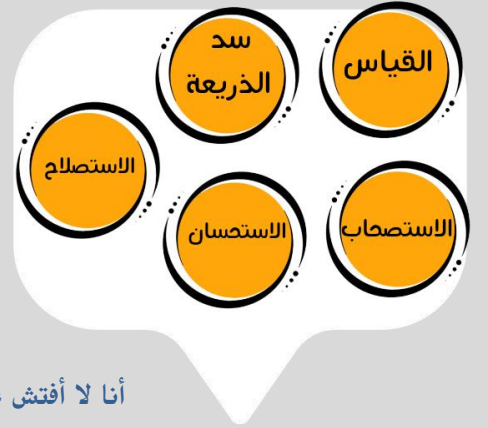 القياس
سد
الذريعة
الاستصحاب
الاستحسان
الاستصلاح
أنا لا أفتش